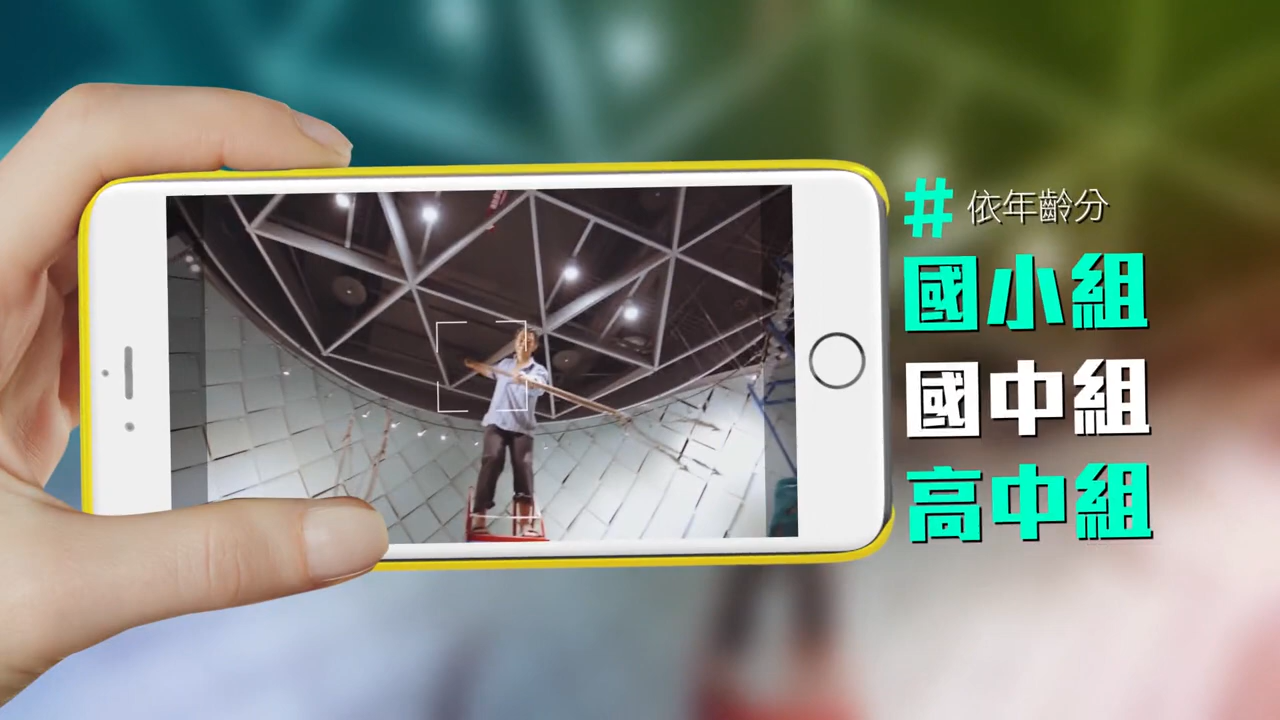 # 依年齡分
國小組
國中組
高中組